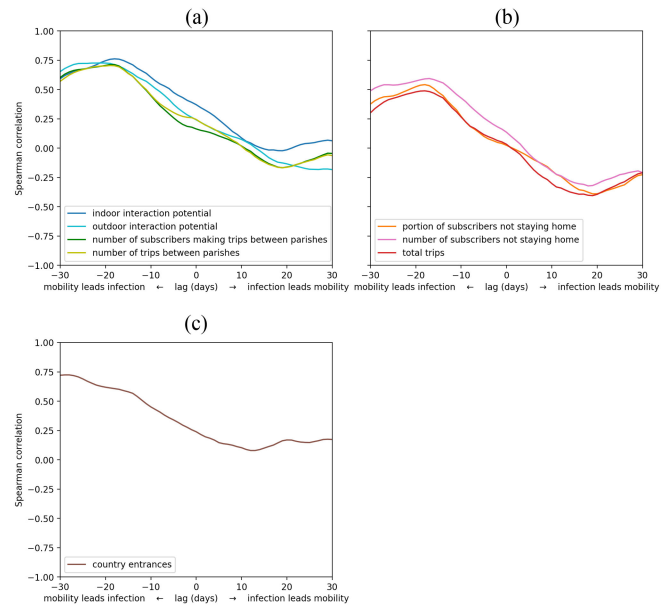 (a)
(b)
1.00
0.75
0.50
0.25
0.00
−0.25
−0.50
−0.75
−1.00
Spearman correlation
indoor interaction potential
outdoor interaction potential
number of subscribers making trips between parishes
number of trips between parishes
portion of subscribers not staying home
number of subscribers not staying home
total trips
−30 −20 −10 0 10 20 30
mobility leads infection ← lag (days) → infection leads mobility
−30 −20 −10 0 10 20 30
mobility leads infection ← lag (days) → infection leads mobility
(c)
1.00
0.75
0.50
0.25
0.00
−0.25
−0.50
−0.75
−1.00
Spearman correlation
country entrances
−30 −20 −10 0 10 20 30
mobility leads infection ← lag (days) → infection leads mobility